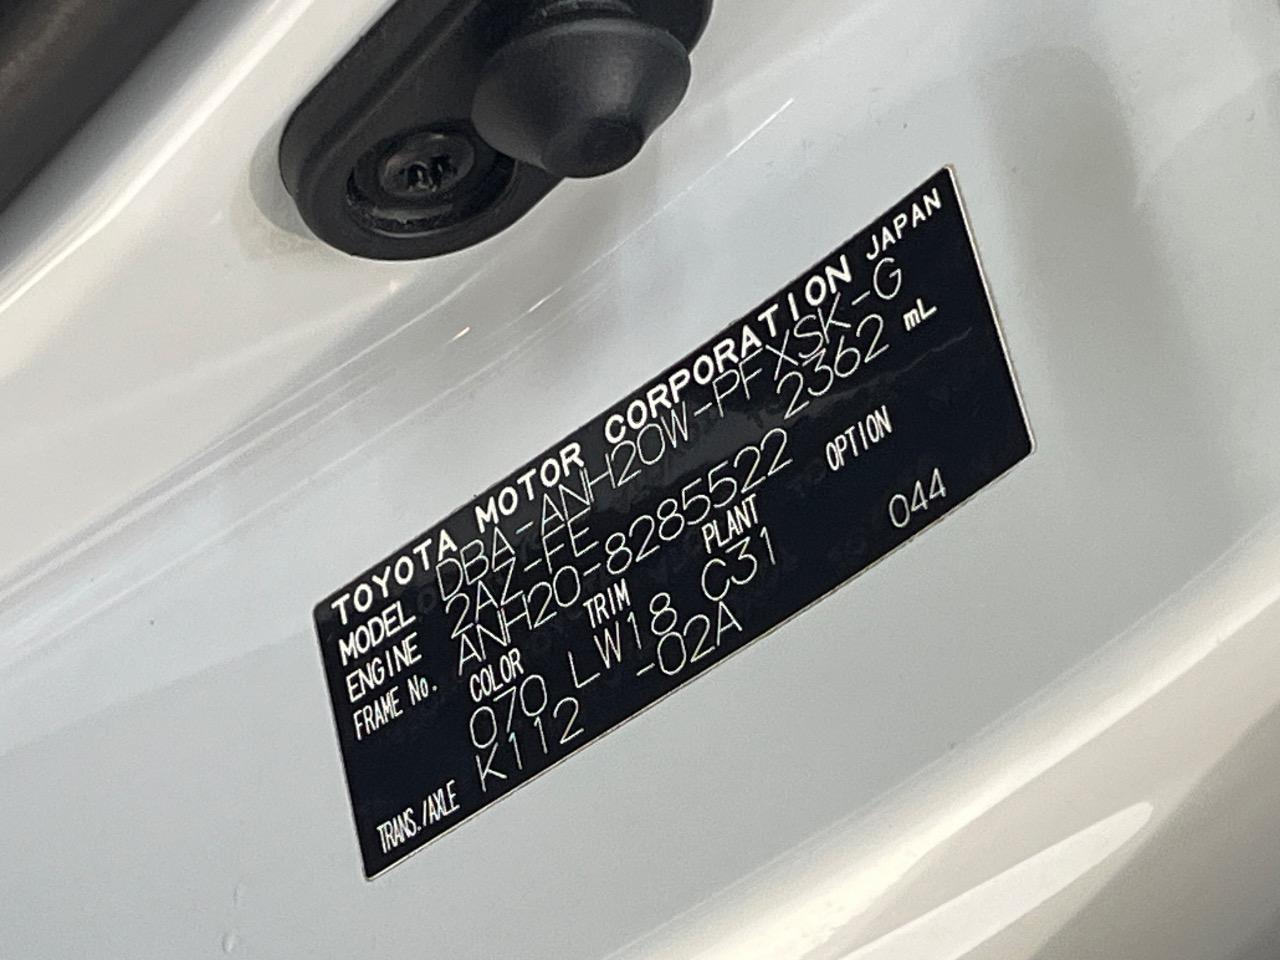 TOYOTA MOTOR CORPORATION JAPAN
MODEL DBA-ANH20W-PFXSK-G
ENGINE 2AZ-FE 2362 mL
FRAME No. ANH20-8285522
COLOR TRIM PLANT OPTION
070 LW18 C31 044
TRANS./AXLE K112 -02A